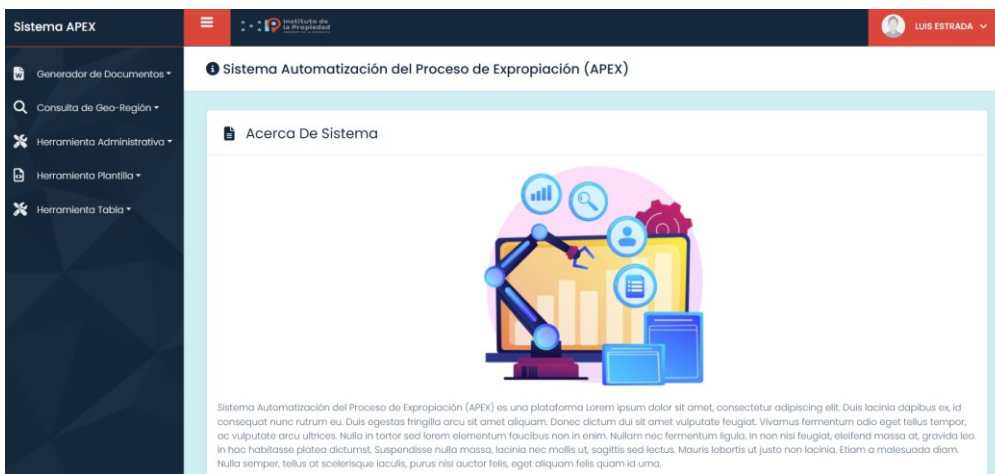 Sistema APEX
Instituto de
la Propiedad
LUIS ESTRADA
Generador de Documentos
Consulta de Geo-Región
Herramienta Administrativa
Herramienta Plantilla
Herramienta Tabla
Sistema Automatización del Proceso de Expropiación (APEX)
Acerca De Sistema
Sistema Automatización del Proceso de Expropiación (APEX) es una plataforma Lorem ipsum dolor sit amet, consectetur adipiscing elit. Duis lacinia dapibus ex, id
consequat nunc rutrum eu. Duis egestas fringilla arcu sit amet aliquam. Donec dictum dui sit amet vulputate feugiat. Vivamus fermentum odio eget tellus tempor,
ac vulputate arcu ultrices. Nulla in tortor sed lorem elementum faucibus non in enim. Nullam nec fermentum ligula. In non nisi feugiat, eleifend massa at, gravida leo.
In hac habitasse platea dictumst. Suspendisse nulla massa, lacinia nec mollis ut, sagittis sed lectus. Mauris lobortis ut justo non lacinia. Etiam a malesuada diam.
Nulla semper, tellus at scelerisque iaculis, purus nisi auctor felis, eget aliquam felis quam id urna.